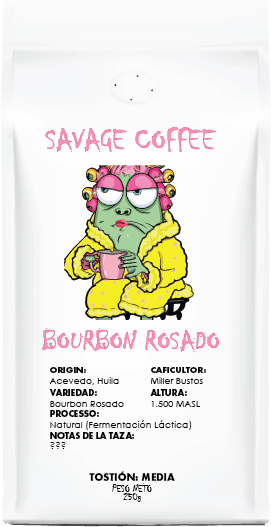 SAVAGE COFFEE
BOURBON ROSADO
ORIGIN:
Acevedo, Huila
VARIEDAD:
Bourbon Rosado
PROCESO:
Natural (Fermentación Láctica)
NOTAS DE LA TAZA:
???
CAFICULTOR:
Miller Bustos
ALTURA:
1.500 MASL
TOSTIÓN: MEDIA
PESO NETO
250g